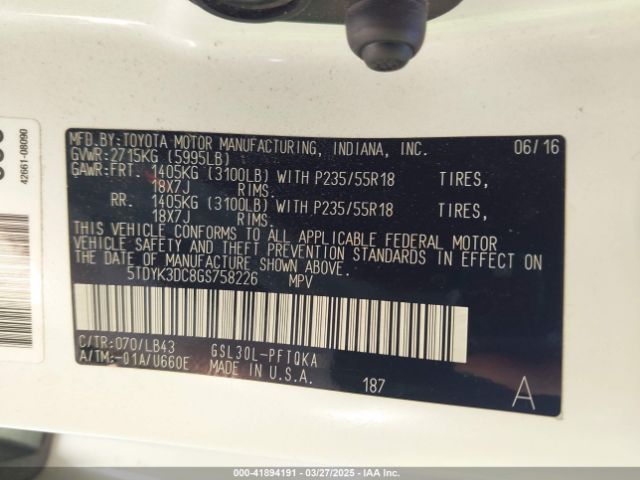 42661-08090
MFD.BY:TOYOTA MOTOR MANUFACTURING, INDIANA, INC. 06/16
GVWR:2715KG (5995LB)
GAWR:FRT. 1405KG (3100LB) WITH P235/55R18 TIRES,
18X7J RIMS.
RR. 1405KG (3100LB) WITH P235/55R18 TIRES,
18X7J RIMS.
THIS VEHICLE CONFORMS TO ALL APPLICABLE FEDERAL MOTOR
VEHICLE SAFETY AND THEFT PREVENTION STANDARDS IN EFFECT ON
THE DATE OF MANUFACTURE SHOWN ABOVE.
5TDYK3DC8GS758226 MPV
C/TR:070/LB43 GSL30L-PFTQKA
A/TM:-01A/U660E MADE IN U.S.A. 187 A
000-41894191 - 03/27/2025 - IAAI Corp.